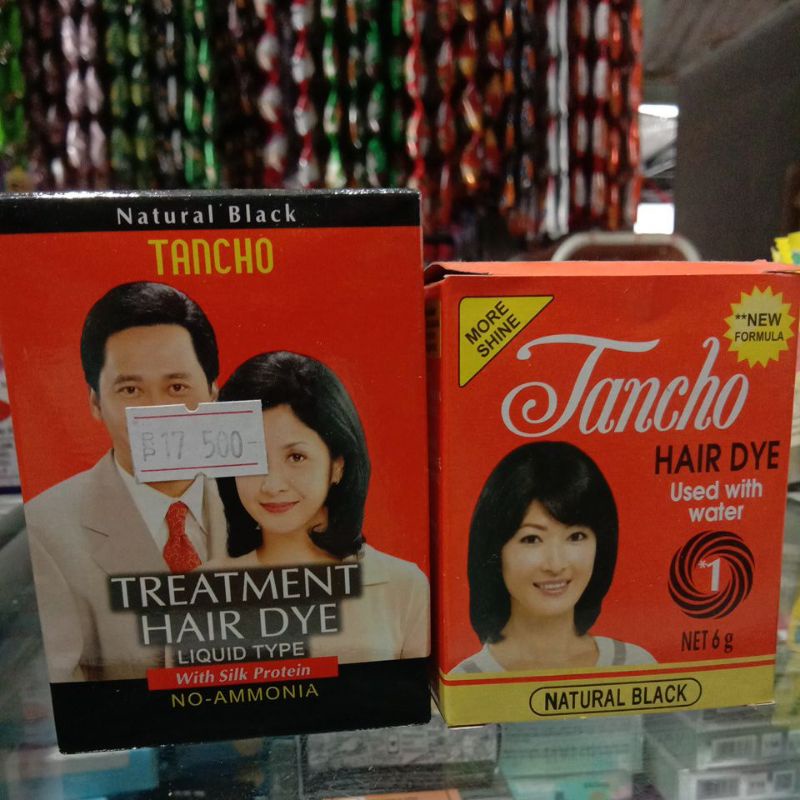 Natural Black
TANCHO
RP 17 500-
TREATMENT
HAIR DYE
LIQUID TYPE
With Silk Protein
NO-AMMONIA
MORE
SHINE
**NEW
FORMULA
Tancho
HAIR DYE
Used with
water
*1
NET 6 g
NATURAL BLACK